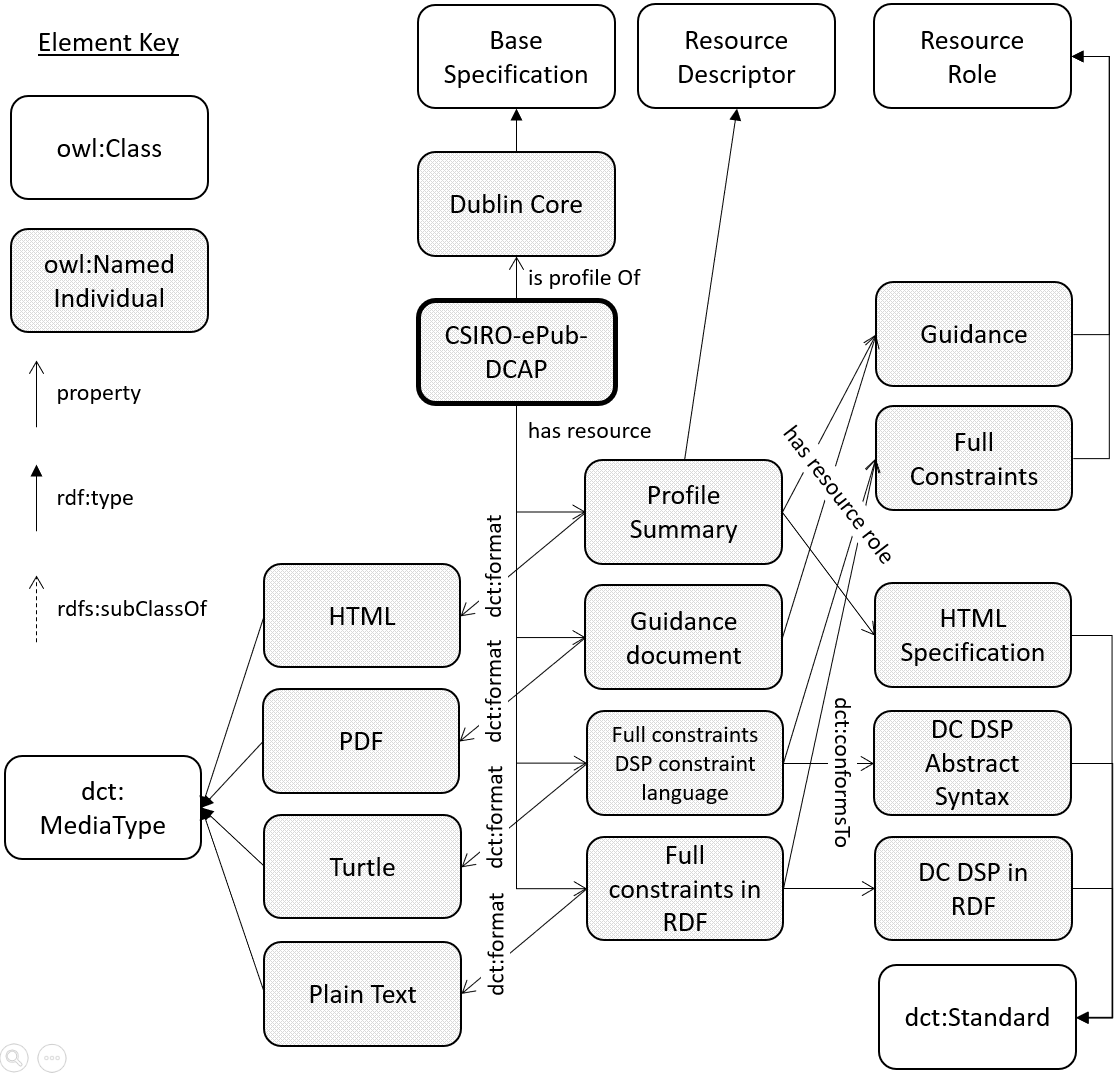 Element Key
owl:Class
owl:Named
Individual
property
rdf:type
rdfs:subClassOf
Base
Specification
Resource
Descriptor
Resource
Role
Dublin Core
is profile Of
CSIRO-ePub-
DCAP
has resource
Guidance
Full
Constraints
has resource role
Profile
Summary
dct:format
HTML
Guidance
document
HTML
Specification
dct:format
PDF
Full constraints
DSP constraint
language
dct:conformsTo
DC DSP
Abstract
Syntax
dct:
MediaType
dct:format
Turtle
Full
constraints in
RDF
DC DSP in
RDF
dct:format
Plain Text
dct:Standard